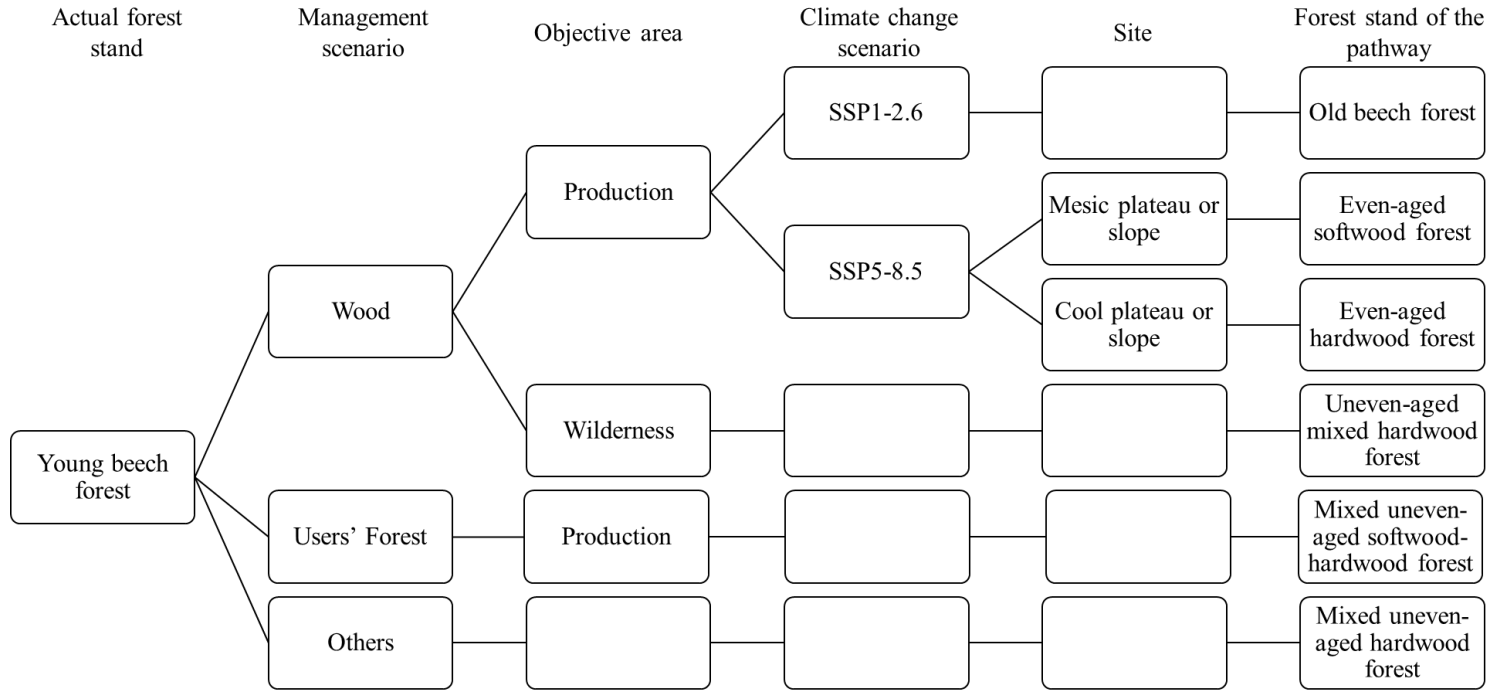 Actual forest
stand
Management
scenario
Objective area
Climate change
scenario
Site
Forest stand of the
pathway
SSP1-2.6
Old beech forest
Production
Mesic plateau or
slope
Even-aged
softwood forest
SSP5-8.5
Wood
Cool plateau or
slope
Even-aged
hardwood forest
Wilderness
Uneven-aged
mixed hardwood
forest
Young beech
forest
Users’ Forest
Production
Mixed uneven-
aged softwood-
hardwood forest
Others
Mixed uneven-
aged hardwood
forest